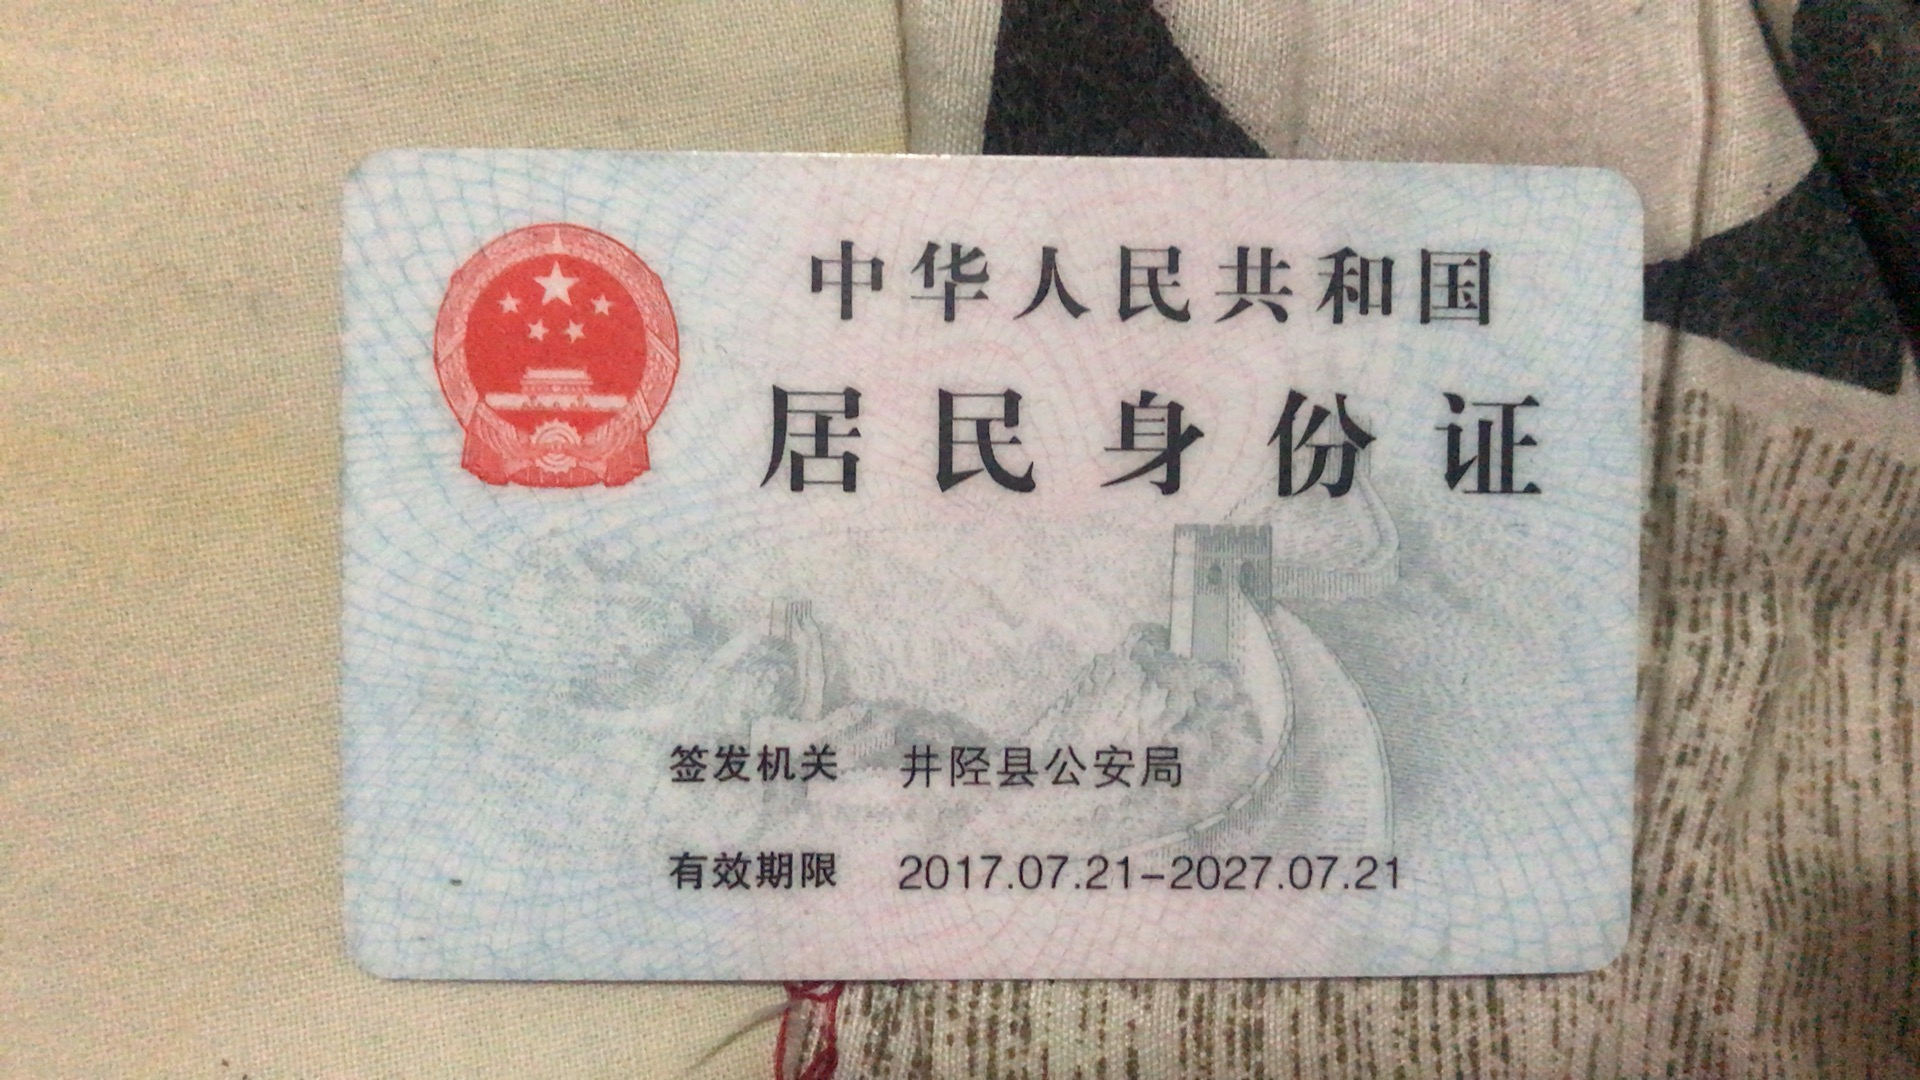 中华人民共和国
居民身份证
签发机关 井陉县公安局
有效期限 2017.07.21-2027.07.21